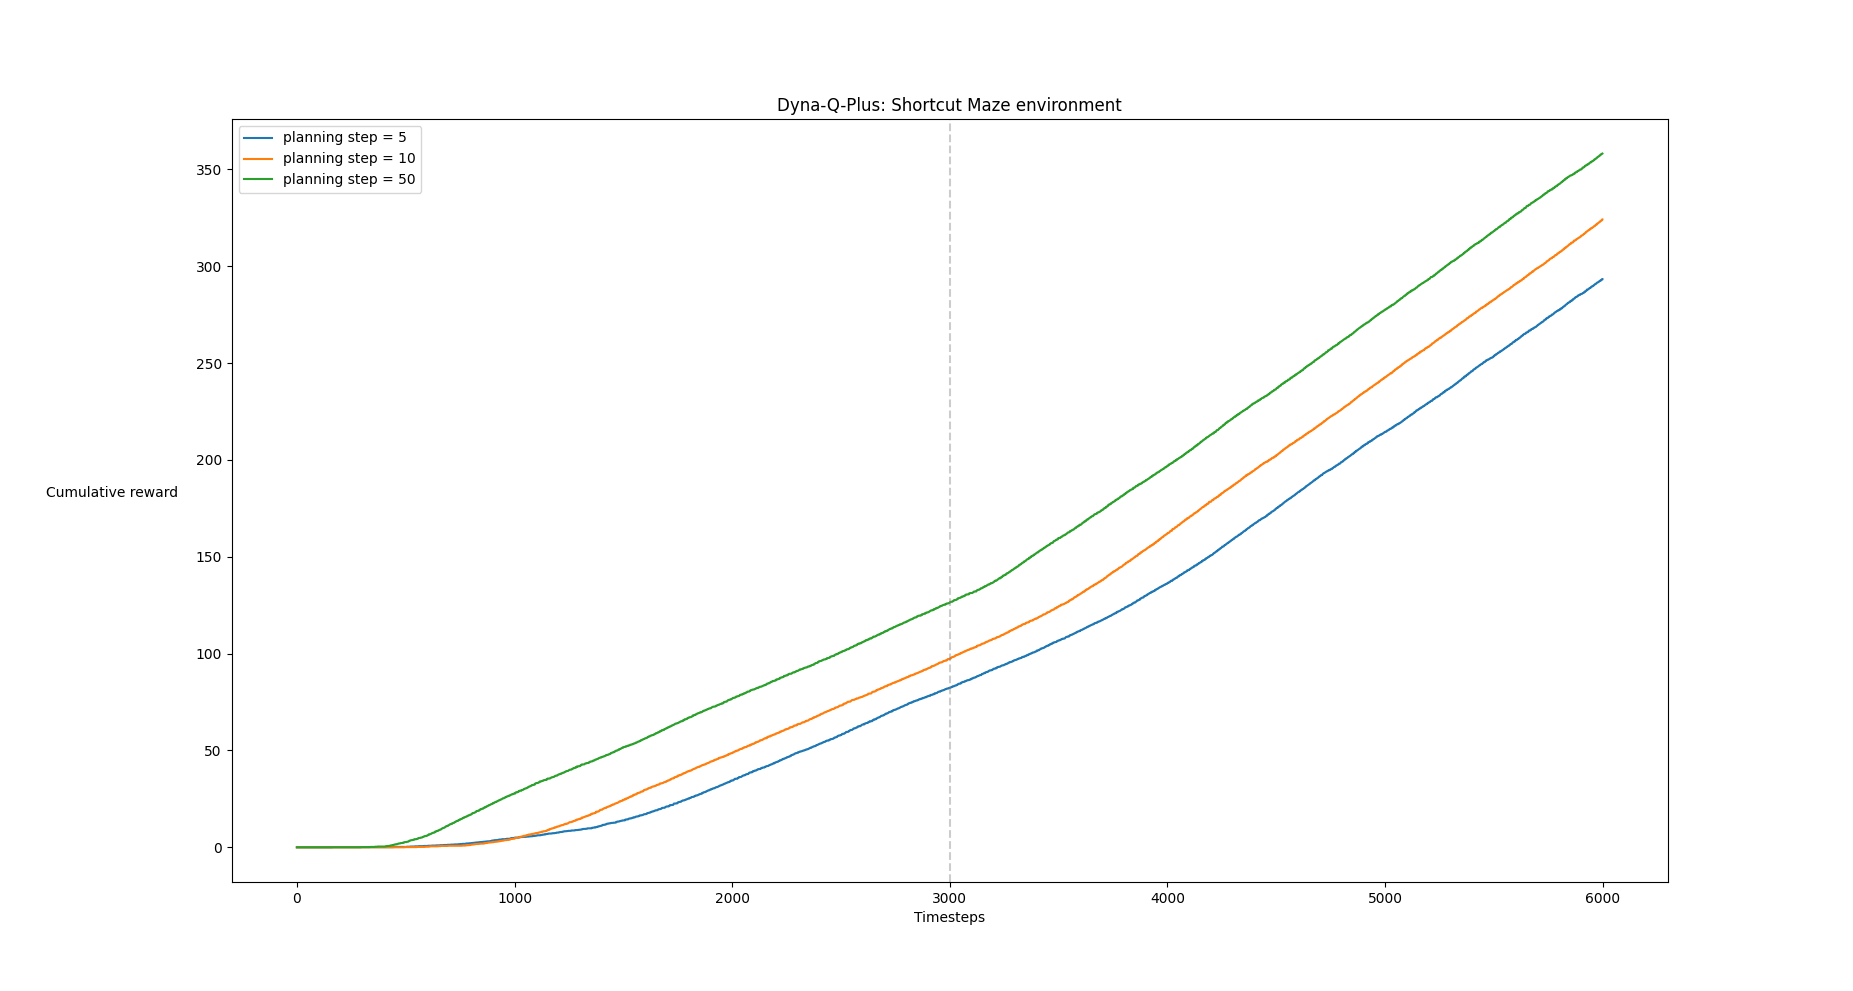 Dyna-Q-Plus: Shortcut Maze environment
planning step = 5
planning step = 10
planning step = 50
350
300
250
200
150
100
50
0
Cumulative reward
0 1000 2000 3000 4000 5000 6000
Timesteps